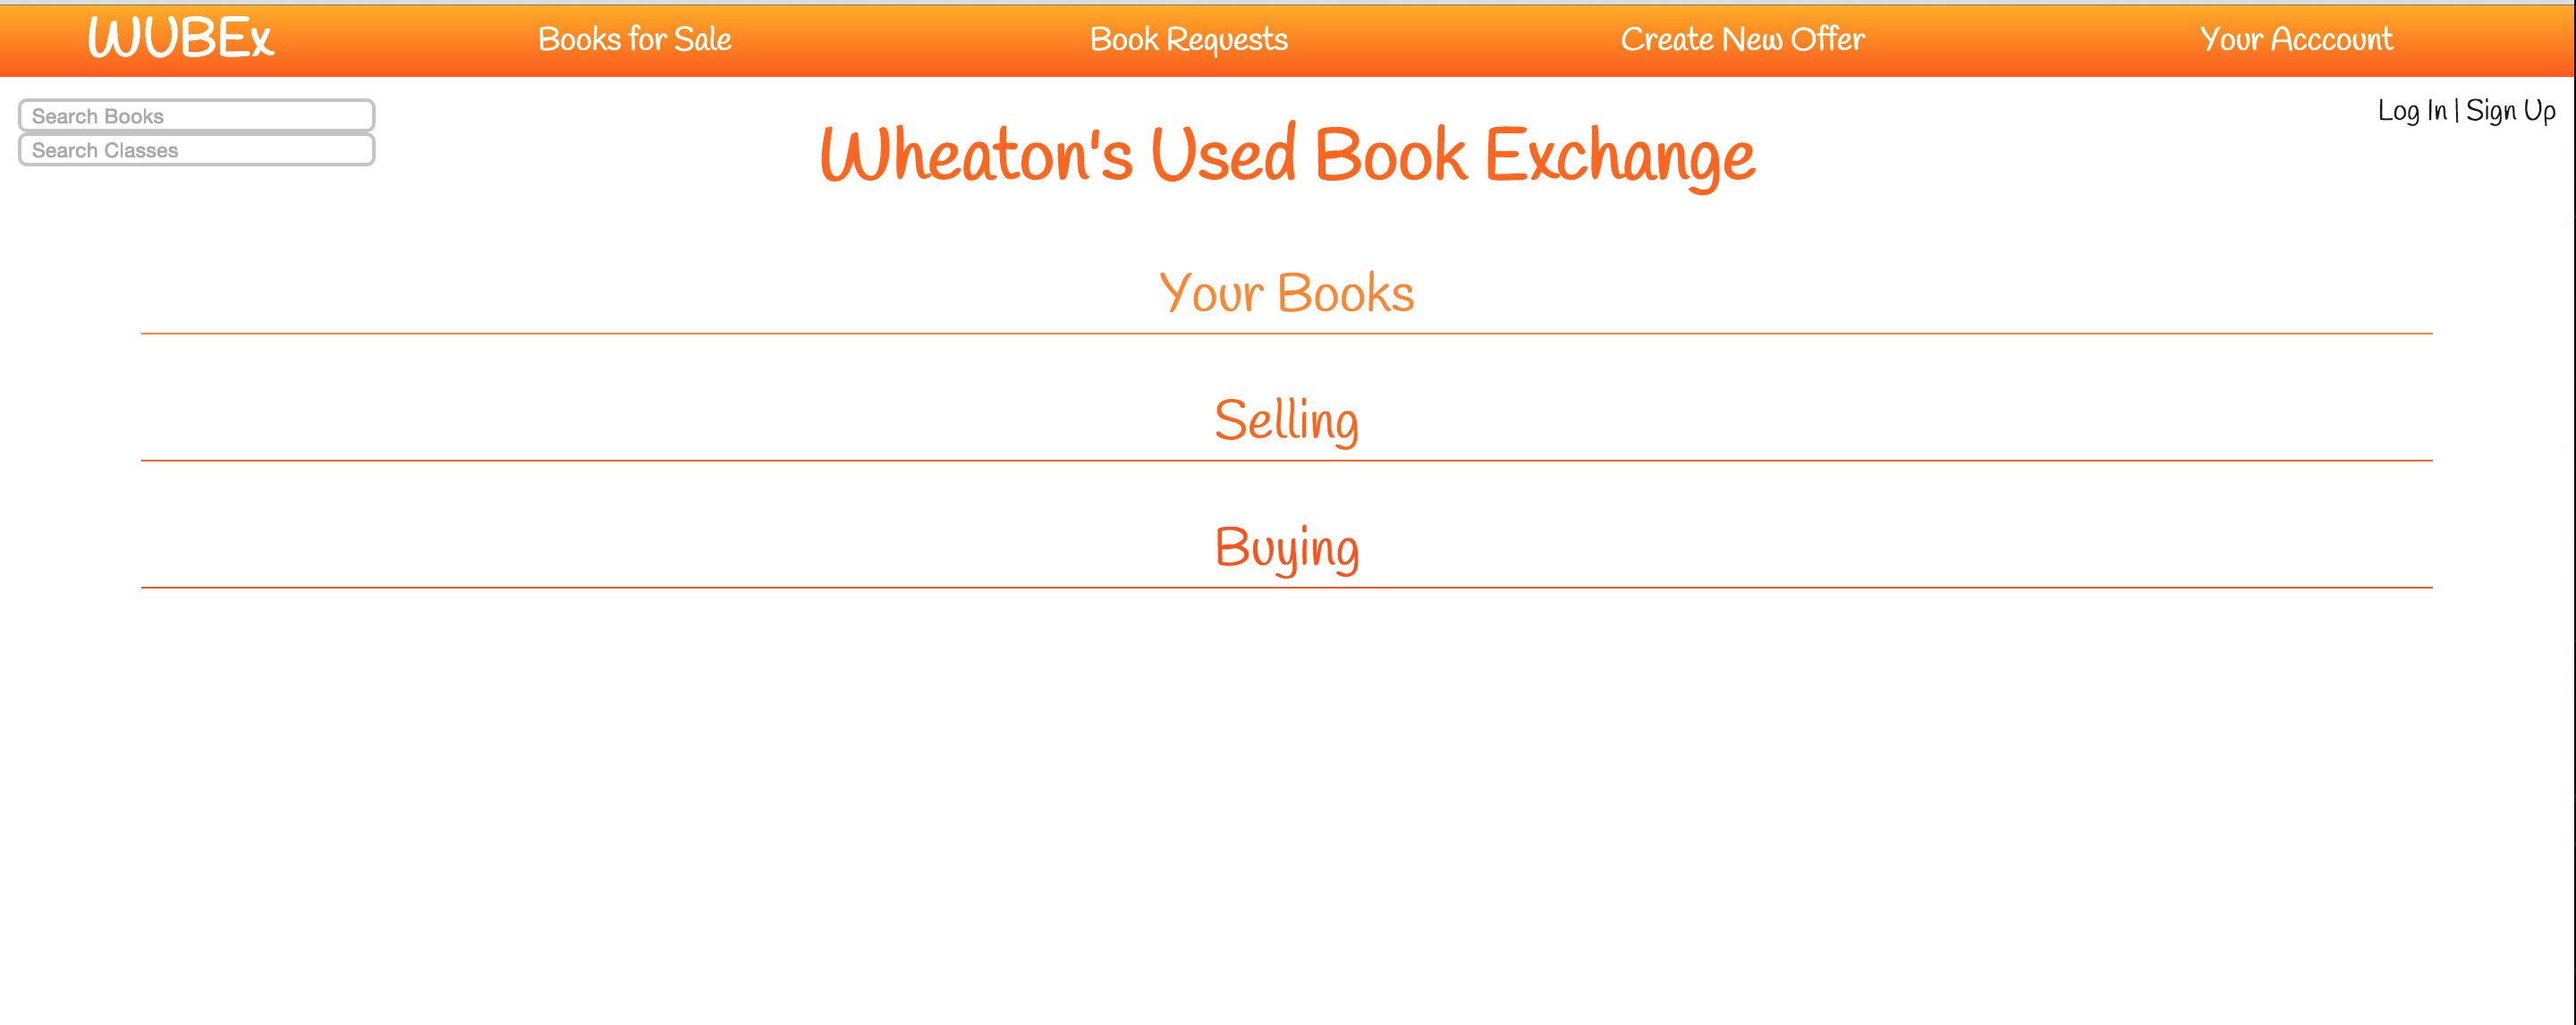 WUBEx Books for Sale Book Requests Create New Offer Your Acccount
Search Books
Search Classes
Log In | Sign Up
Wheaton's Used Book Exchange
Your Books
Selling
Buying